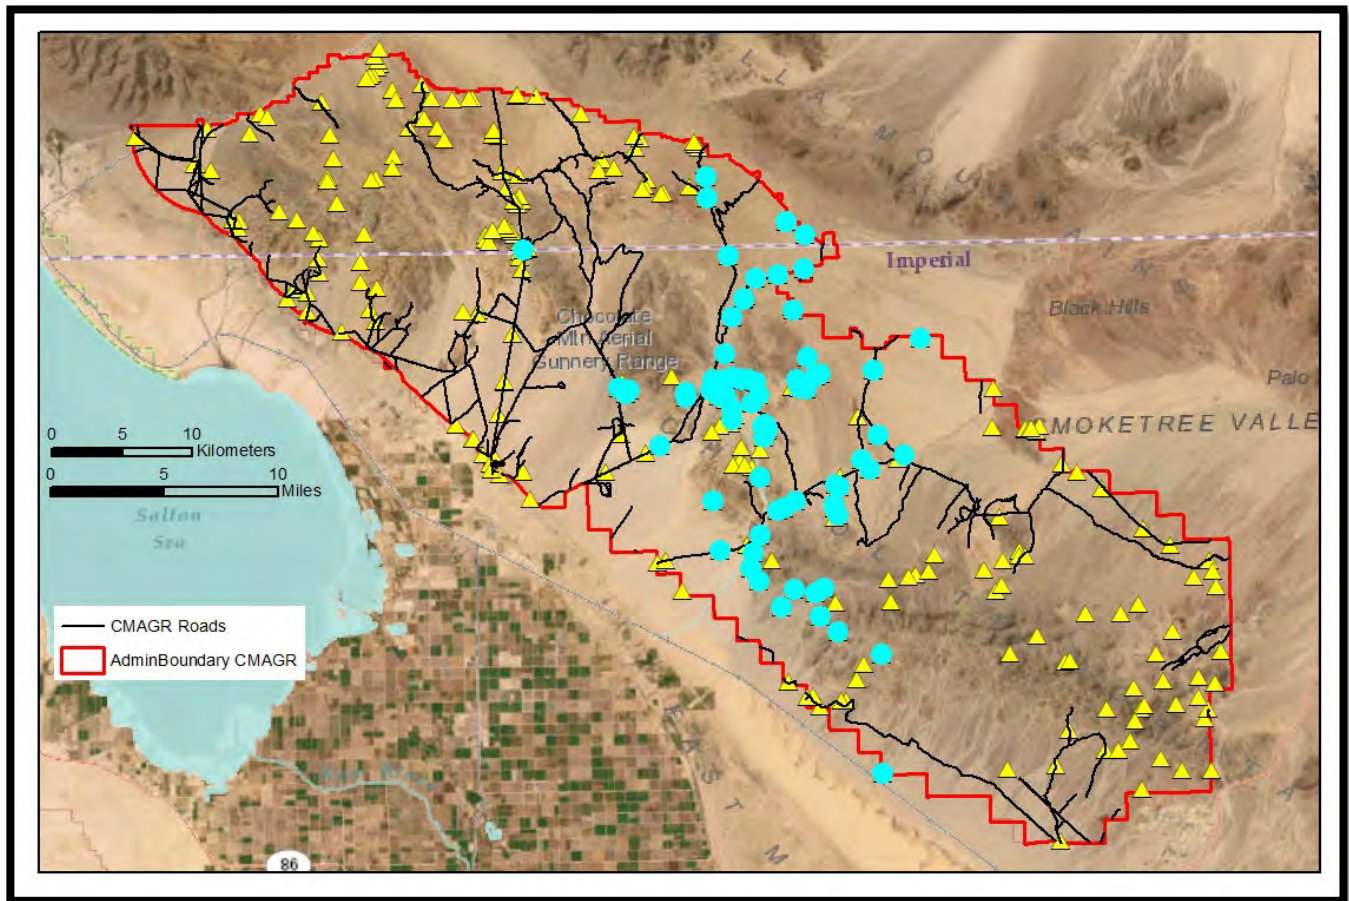 Imperial
Black Hills
Chocolate
Mtn Aerial
Gunnery Range
Palo
SMOKETREE VALLE
0 5 10
Kilometers
0 5 10
Miles
Salton
Sea
CMAGR Roads
AdminBoundary CMAGR
EAST M
86